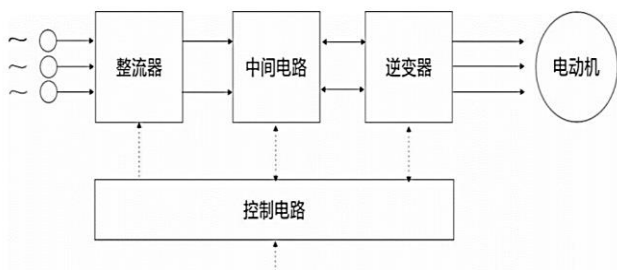 整流器
中间电路
逆变器
电动机
控制电路